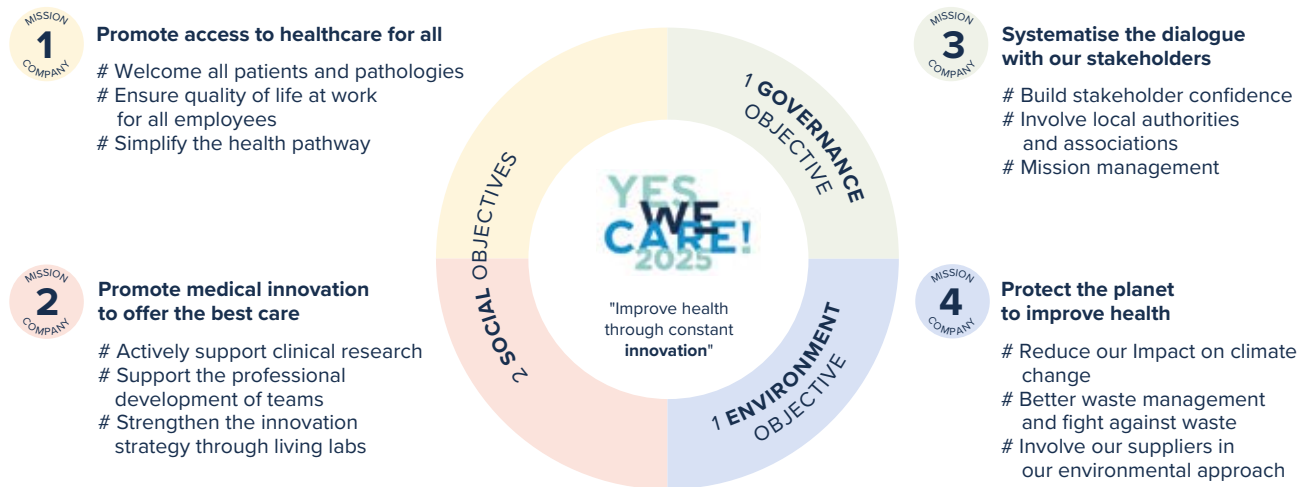 MISSION
1
COMPANY
Promote access to healthcare for all
# Welcome all patients and pathologies
# Ensure quality of life at work
for all employees
# Simplify the health pathway
MISSION
2
COMPANY
Promote medical innovation
to offer the best care
# Actively support clinical research
# Support the professional
development of teams
# Strengthen the innovation
strategy through living labs
2 SOCIAL OBJECTIVES
1 GOVERNANCE
OBJECTIVE
YES
WE
CARE!
2025
"Improve health
through constant
innovation"
1 ENVIRONMENT
OBJECTIVE
MISSION
3
COMPANY
Systematise the dialogue
with our stakeholders
# Build stakeholder confidence
# Involve local authorities
and associations
# Mission management
MISSION
4
COMPANY
Protect the planet
to improve health
# Reduce our Impact on climate
change
# Better waste management
and fight against waste
# Involve our suppliers in
our environmental approach